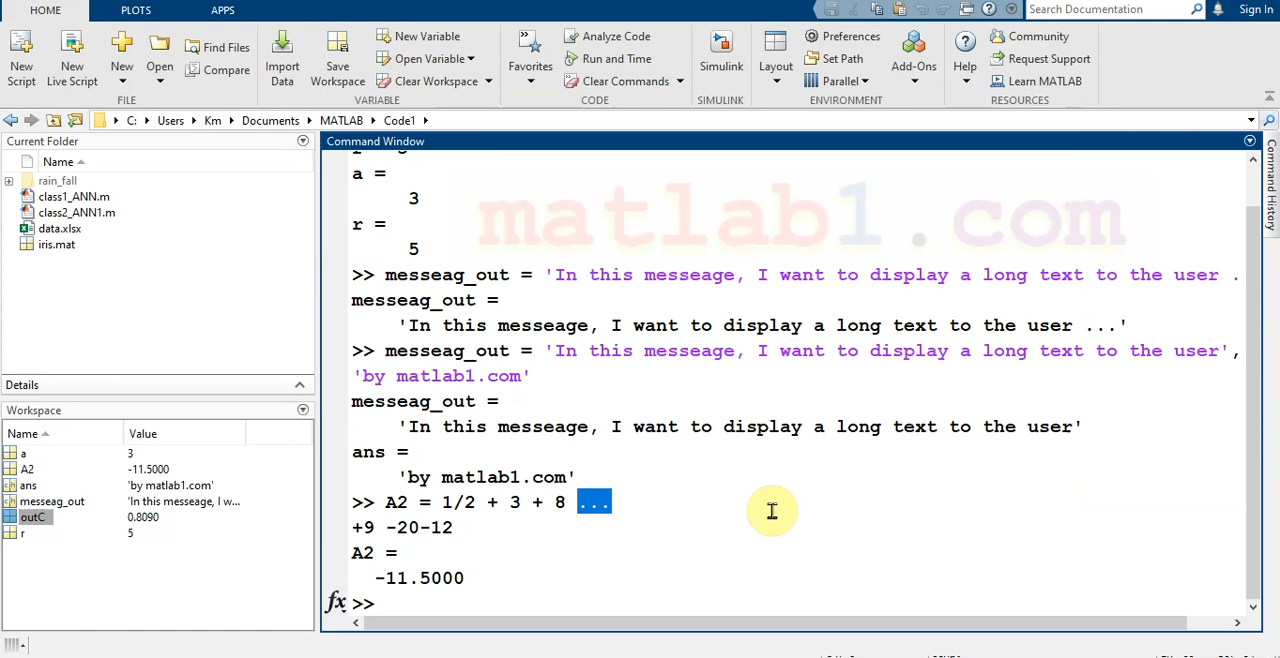 HOME
PLOTS
APPS
Search Documentation
Sign In
New Script
New Live Script
New
Open
Find Files
Compare
FILE
Import Data
Save Workspace
New Variable
Open Variable
Clear Workspace
VARIABLE
Favorites
Analyze Code
Run and Time
Clear Commands
CODE
Simulink
SIMULINK
Layout
Preferences
Set Path
Parallel
ENVIRONMENT
Add-Ons
Help
Community
Request Support
Learn MATLAB
RESOURCES
C: Users Km Documents MATLAB Code1
Current Folder
Name
rain_fall
class1_ANN.m
class2_ANN1.m
data.xlsx
iris.mat
Details
Workspace
Name Value
a 3
A2 -11.5000
ans 'by matlab1.com'
messeag_out 'In this messeage, I w...
outC 0.8090
r 5
Command Window
a =
3
r =
5
matlab1.com
>> messeag_out = 'In this messeage, I want to display a long text to the user .
messeag_out =
'In this messeage, I want to display a long text to the user ...'
>> messeag_out = 'In this messeage, I want to display a long text to the user',
'by matlab1.com'
messeag_out =
'In this messeage, I want to display a long text to the user'
ans =
'by matlab1.com'
>> A2 = 1/2 + 3 + 8 ...
+9 -20-12
A2 =
-11.5000
fx >>
Command History